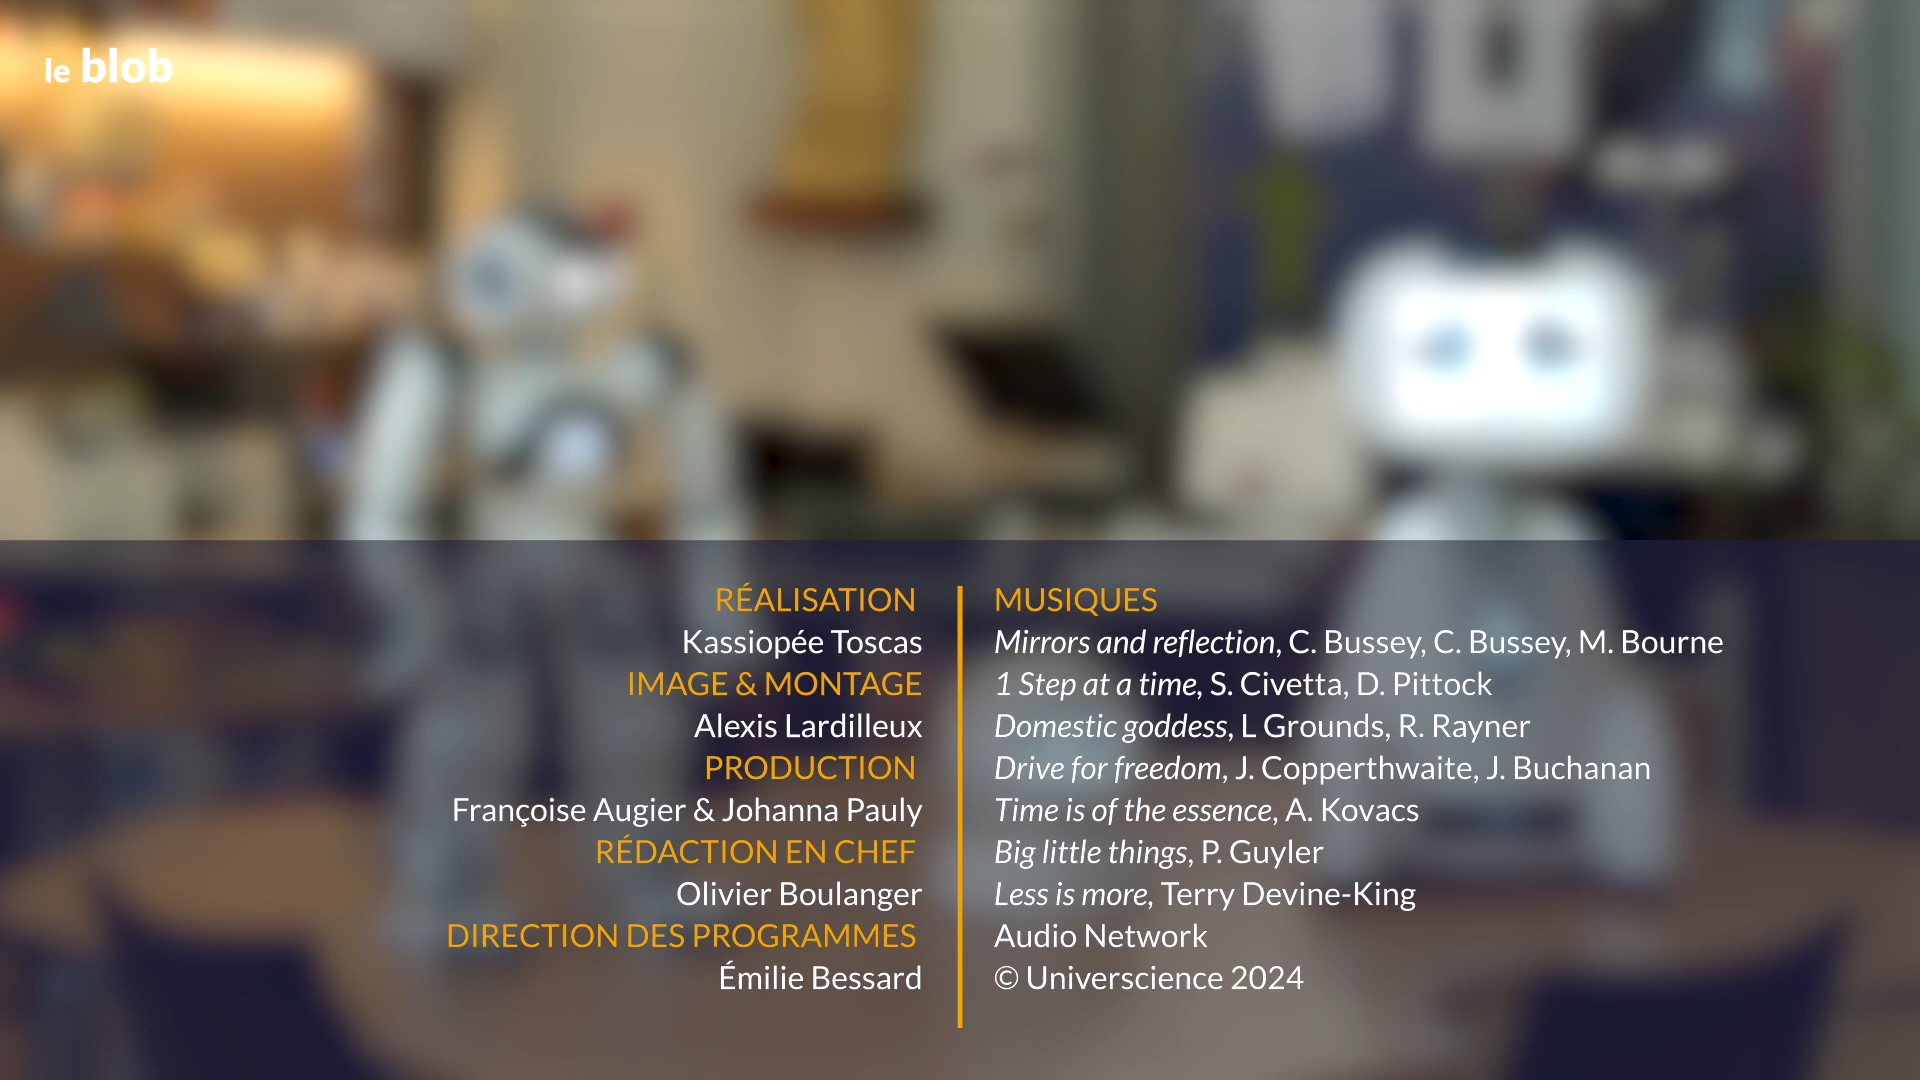 le blob
RÉALISATION
Kassiopée Toscas
IMAGE & MONTAGE
Alexis Lardilleux
PRODUCTION
Françoise Augier & Johanna Pauly
RÉDACTION EN CHEF
Olivier Boulanger
DIRECTION DES PROGRAMMES
Émilie Bessard
MUSIQUES
Mirrors and reflection, C. Bussey, C. Bussey, M. Bourne
1 Step at a time, S. Civetta, D. Pittock
Domestic goddess, L Grounds, R. Rayner
Drive for freedom, J. Copperthwaite, J. Buchanan
Time is of the essence, A. Kovacs
Big little things, P. Guyler
Less is more, Terry Devine-King
Audio Network
© Universcience 2024